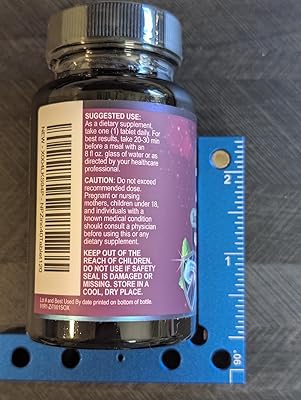 SUGGESTED USE:
As a dietary supplement,
take one (1) tablet daily. For
best results, take 20-30 min
before a meal with an
8 fl oz. glass of water or as
directed by your healthcare
professional.
CAUTION: Do not exceed
recommended dose.
Pregnant or nursing
mothers, children under 18,
and individuals with a
known medical condition
should consult a physician
before using this or any
dietary supplement.
KEEP OUT OF THE
REACH OF CHILDREN.
DO NOT USE IF SAFETY
SEAL IS DAMAGED OR
MISSING. STORE IN A
COOL, DRY PLACE.
Lot # and Best Used By date printed on bottom of bottle.
2
1
90°